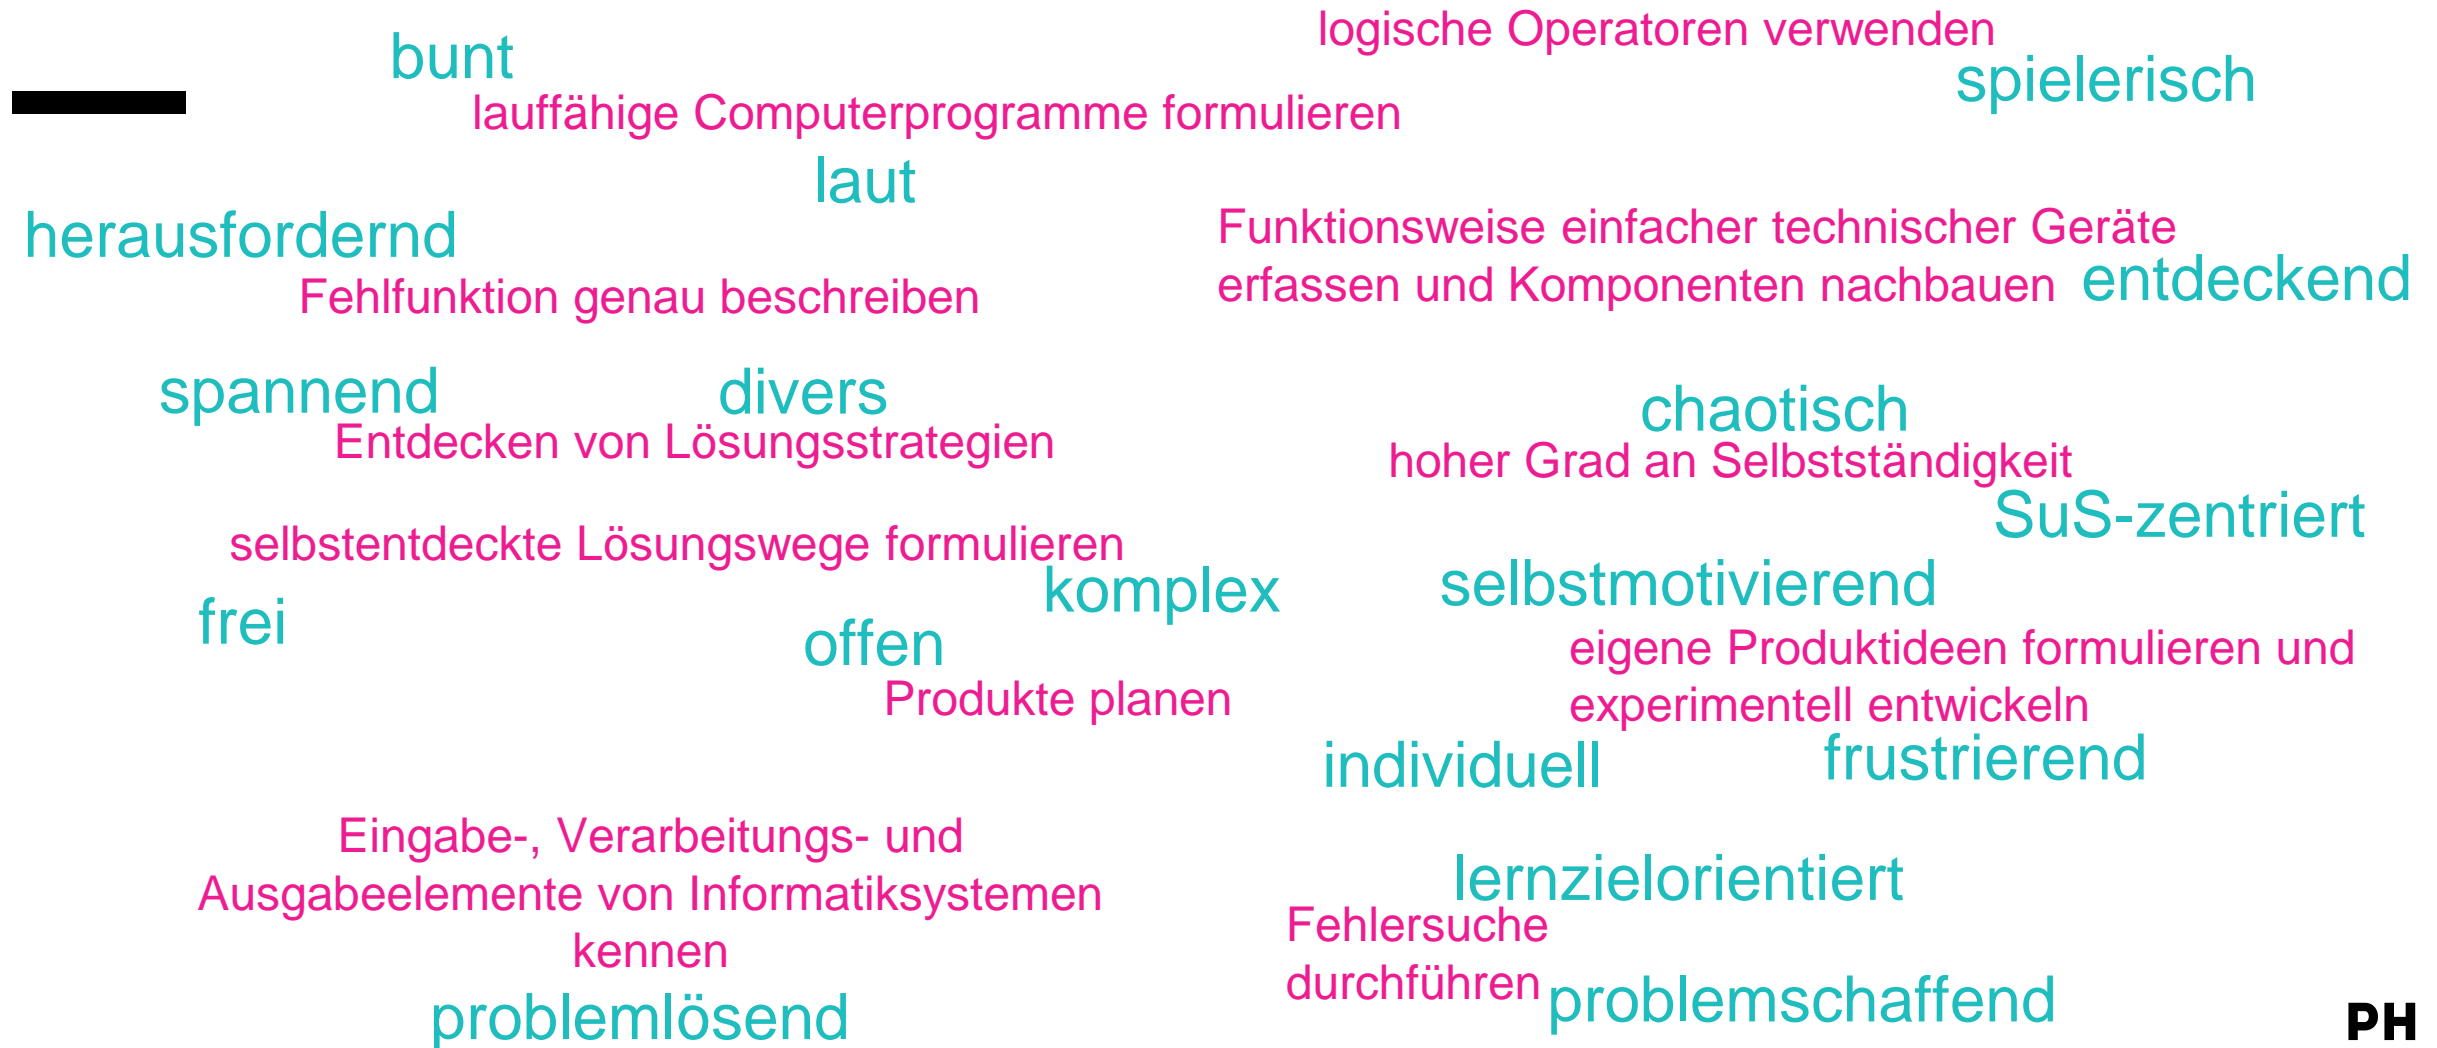 logische Operatoren verwenden
bunt
spielerisch
lauffähige Computerprogramme formulieren
laut
herausfordernd
Funktionsweise einfacher technischer Geräte
erfassen und Komponenten nachbauen
entdeckend
Fehlfunktion genau beschreiben
spannend
divers
chaotisch
Entdecken von Lösungsstrategien
hoher Grad an Selbstständigkeit
SuS-zentriert
selbstentdeckte Lösungswege formulieren
komplex
selbstmotivierend
frei
offen
eigene Produktideen formulieren und
experimentell entwickeln
Produkte planen
individuell
frustrierend
Eingabe-, Verarbeitungs- und
Ausgabeelemente von Informatiksystemen
kennen
lernzielorientiert
Fehlersuche
durchführen
problemschaffend
problemlösend
PH